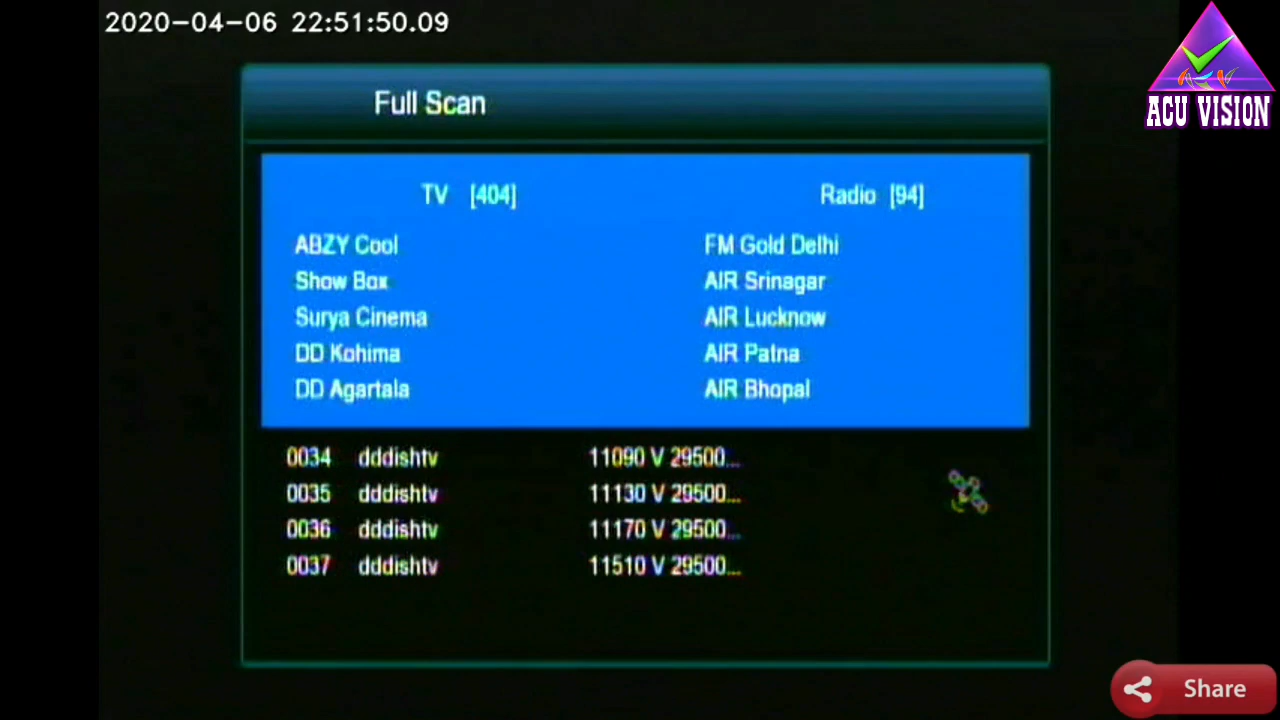 2020-04-06 22:51:50.09
ACV
ACU VISION
Full Scan
TV [404] Radio [94]
ABZY Cool FM Gold Delhi
Show Box AIR Srinagar
Surya Cinema AIR Lucknow
DD Kohima AIR Patna
DD Agartala AIR Bhopal
0034 dddishtv 11090 V 29500...
0035 dddishtv 11130 V 29500...
0036 dddishtv 11170 V 29500...
0037 dddishtv 11510 V 29500...
Share